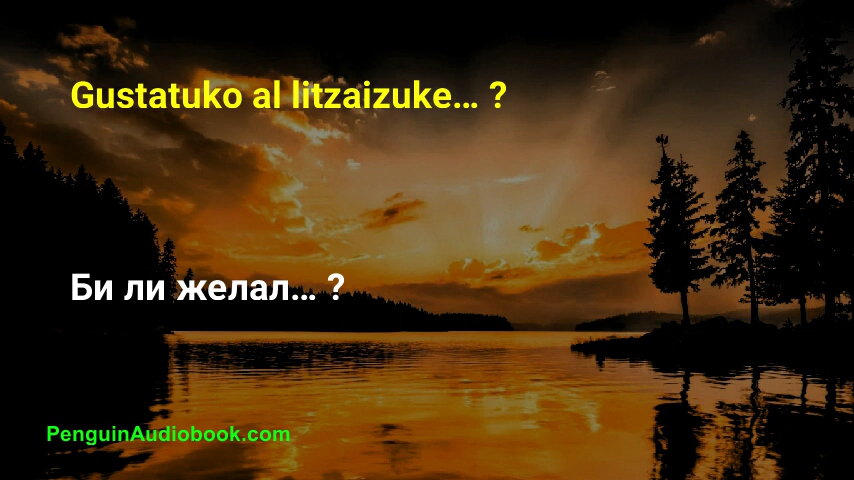 Gustatuko al litzaizuke… ?
Би ли желал… ?
PenguinAudiobook.com